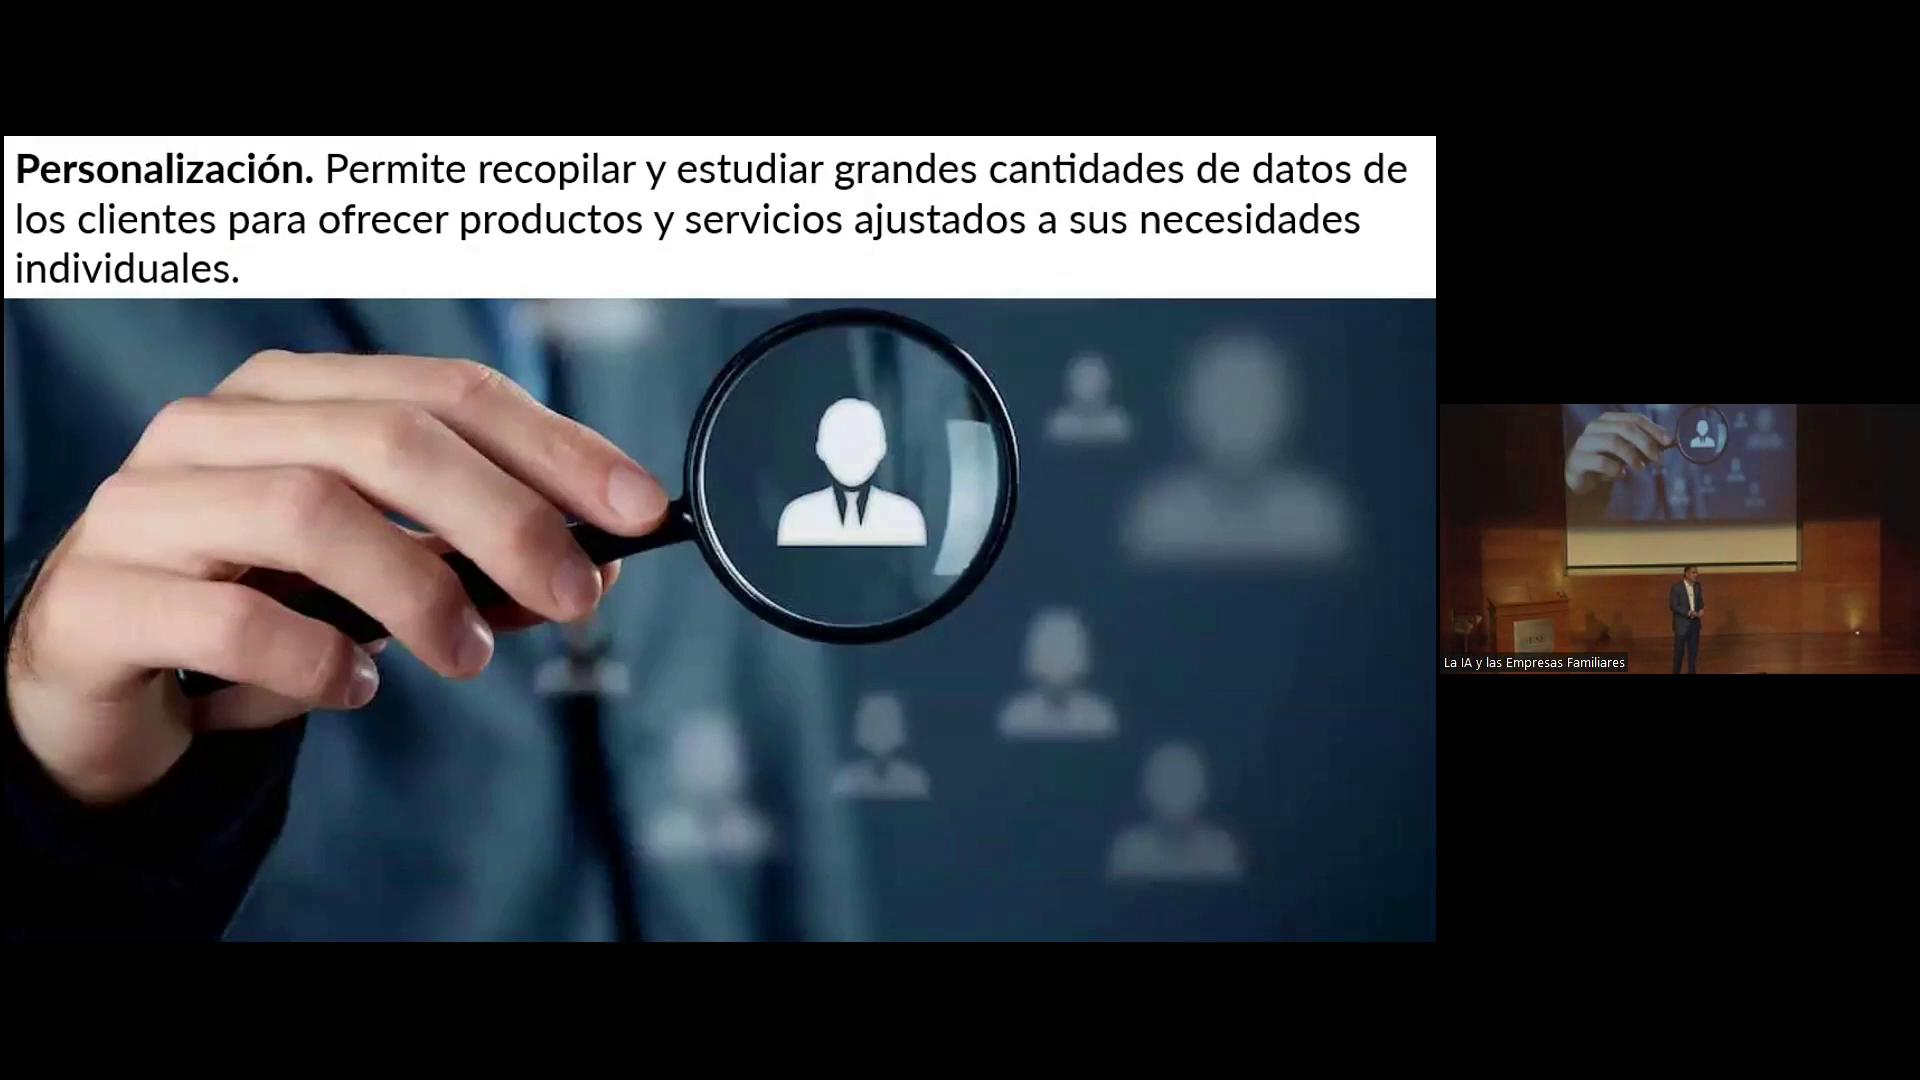 Personalización. Permite recopilar y estudiar grandes cantidades de datos de
los clientes para ofrecer productos y servicios ajustados a sus necesidades
individuales.
La IA y las Empresas Familiares